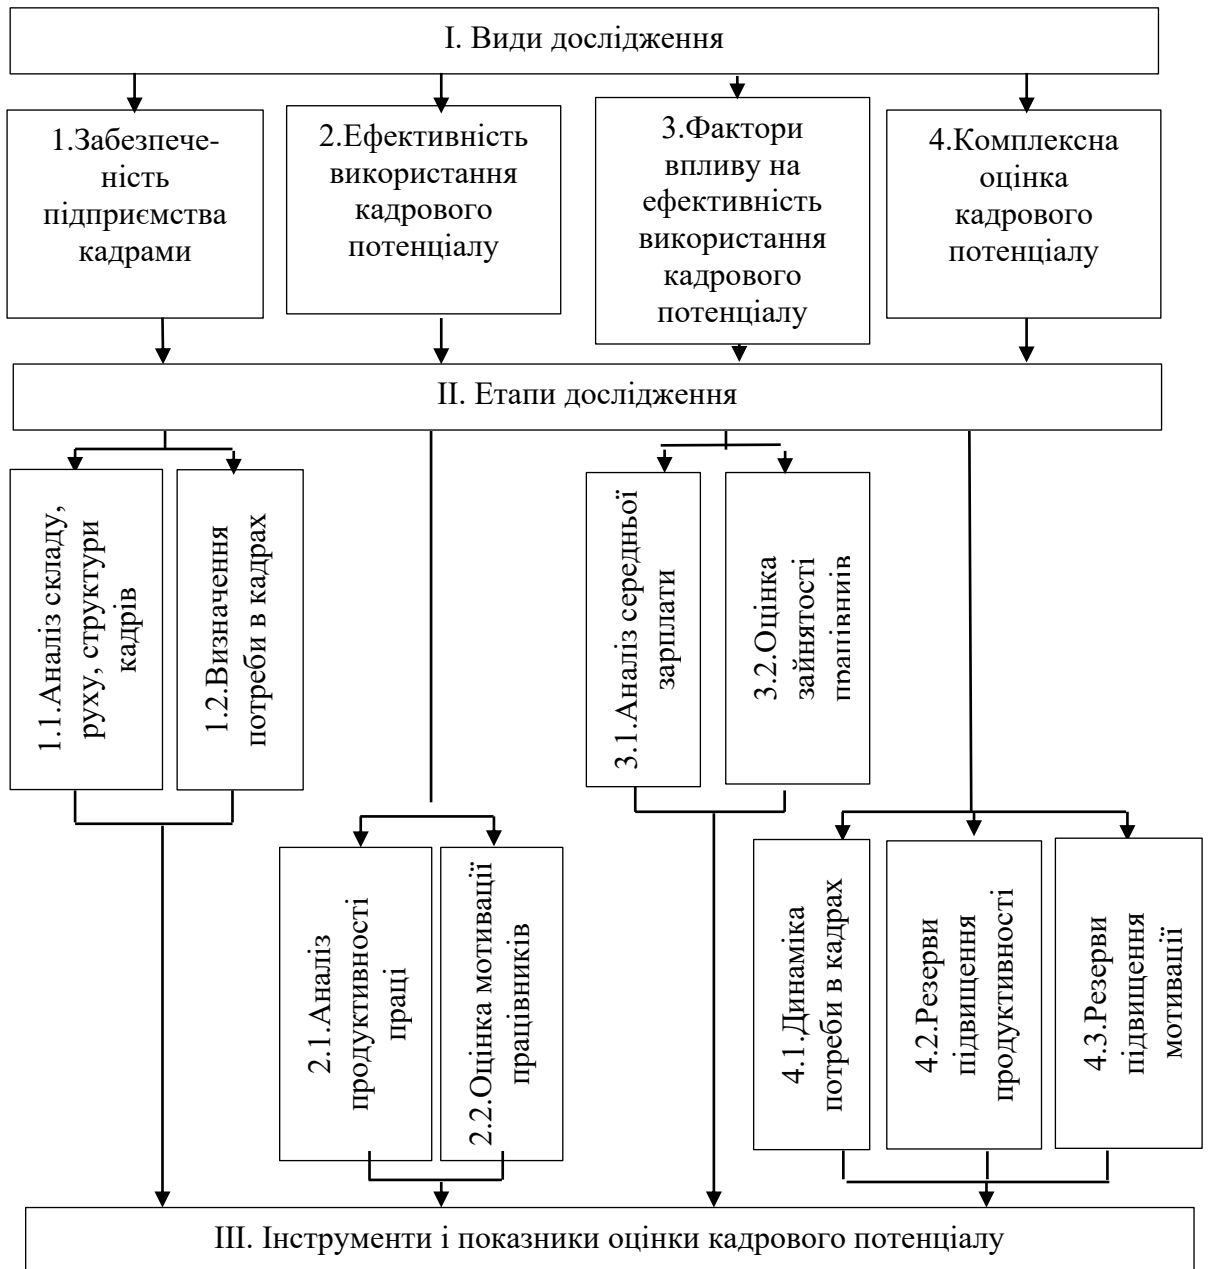 І. Види дослідження
1.Забезпече-
ність
підприємства
кадрами
2.Ефективність
використання
кадрового
потенціалу
3.Фактори
впливу на
ефективність
використання
кадрового
потенціалу
4.Комплексна
оцінка
кадрового
потенціалу
ІІ. Етапи дослідження
1.1.Аналіз складу,
руху, структури
кадрів
1.2.Визначення
потреби в кадрах
2.1.Аналіз
продуктивності
праці
2.2.Оцінка мотивації
працівників
3.1.Аналіз середньої
зарплати
3.2.Оцінка
зайнятості
4.1.Динаміка
потреби в кадрах
4.2.Резерви
підвищення
продуктивності
4.3.Резерви
підвищення
мотивації
ІІІ. Інструменти і показники оцінки кадрового потенціалу